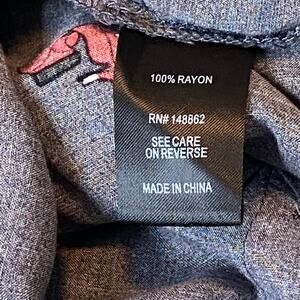 100% RAYON
RN# 148862
SEE CARE
ON REVERSE
MADE IN CHINA